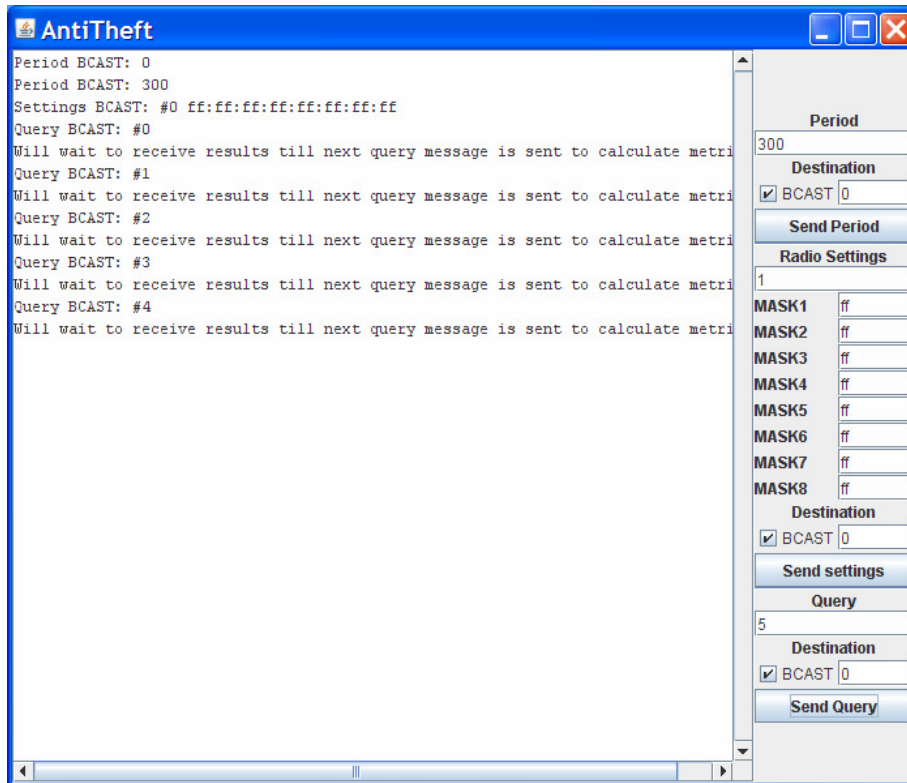 AntiTheft
Period BCAST: 0
Period BCAST: 300
Settings BCAST: #0 ff:ff:ff:ff:ff:ff:ff:ff
Query BCAST: #0
Will wait to receive results till next query message is sent to calculate metri
Query BCAST: #1
Will wait to receive results till next query message is sent to calculate metri
Query BCAST: #2
Will wait to receive results till next query message is sent to calculate metri
Query BCAST: #3
Will wait to receive results till next query message is sent to calculate metri
Query BCAST: #4
Will wait to receive results till next query message is sent to calculate metri
Period
300
Destination
BCAST 0
Send Period
Radio Settings
1
MASK1 ff
MASK2 ff
MASK3 ff
MASK4 ff
MASK5 ff
MASK6 ff
MASK7 ff
MASK8 ff
Destination
BCAST 0
Send settings
Query
5
Destination
BCAST 0
Send Query